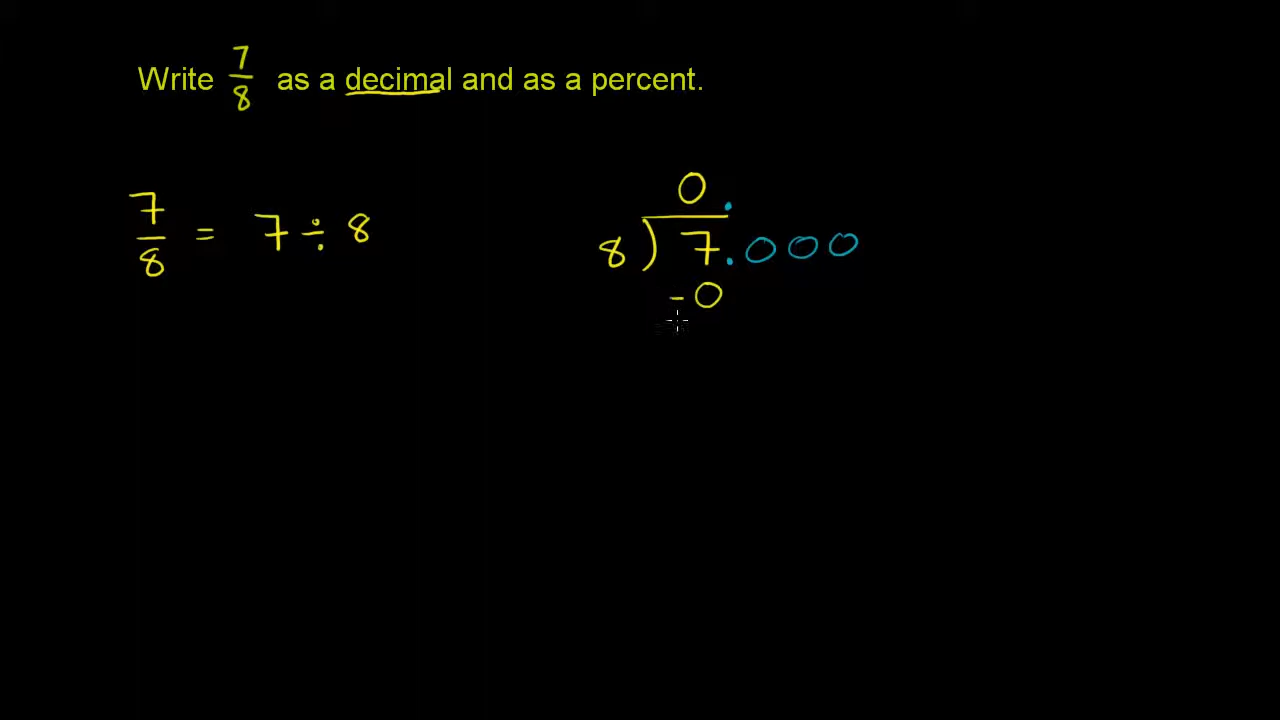 Write 7/8 as a decimal and as a percent.
7/8 = 7 ÷ 8
0.
8 ) 7.000
-0